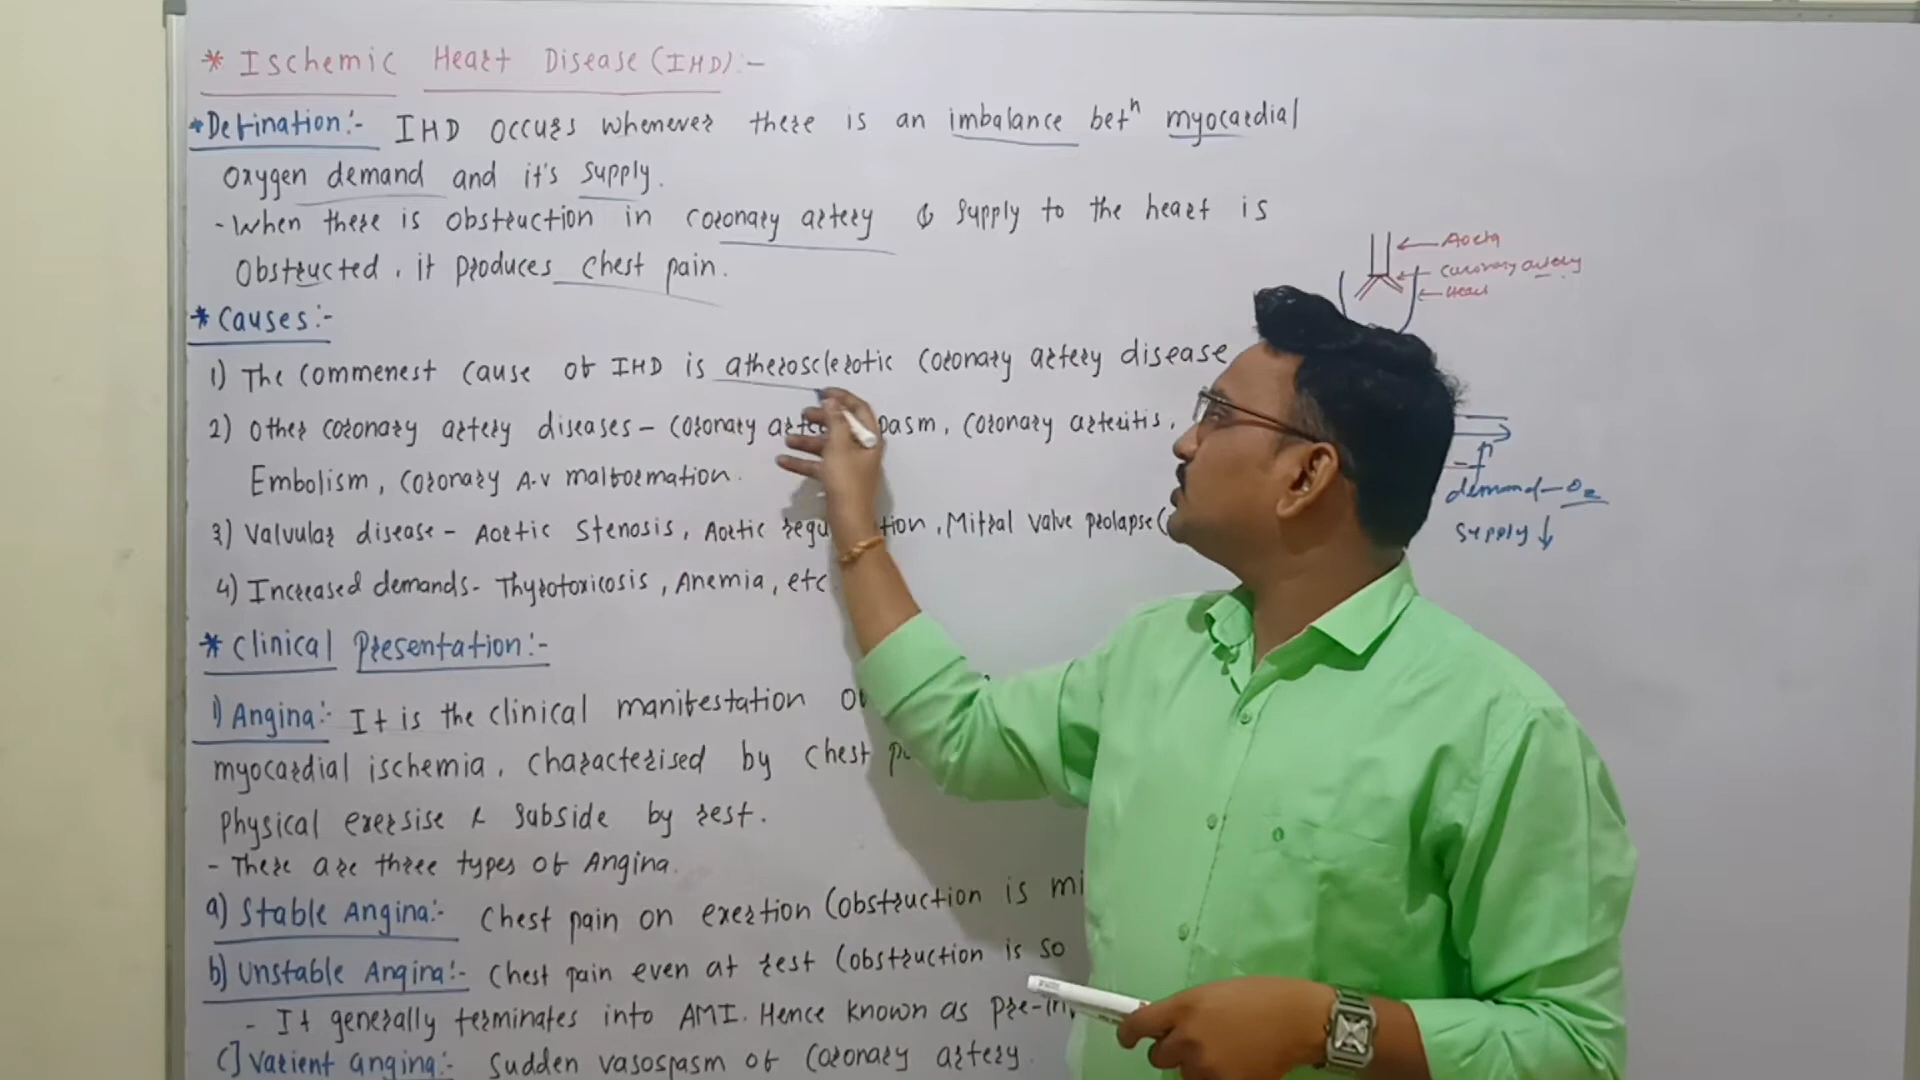 * Ischemic Heart Disease (IHD):-
*Defination:- IHD occurs whenever there is an imbalance betn myocardial
oxygen demand and it's supply.
- When there is obstruction in coronary artery & supply to the heart is
Obstructed, it produces chest pain.
Aorta
coronary artery
Heart
* Causes:-
1) The commenest cause of IHD is atherosclerotic coronary artery disease
2) Other coronary artery diseases - Coronary pasm, coronary arteritis,
Embolism, coronary A.V malformation.
demand - O2
supply ↓
3) Valvular disease - Aortic stenosis, Aortic tion, Mitral valve prolapse (
4) Increased demands - Thyrotoxicosis, Anemia, etc
* Clinical Presentation:-
1) Angina:- It is the clinical manifestation
myocardial ischemia, characterised by chest
physical exersise & subside by rest.
- There are three types of Angina.
a) Stable Angina:- Chest pain on exertion (obstruction is
b) Unstable Angina:- Chest pain even at rest (obstruction is so
- It generally terminates into AMI. Hence known as pre-
c] Varient angina:- Sudden vasospasm of coronary artery.